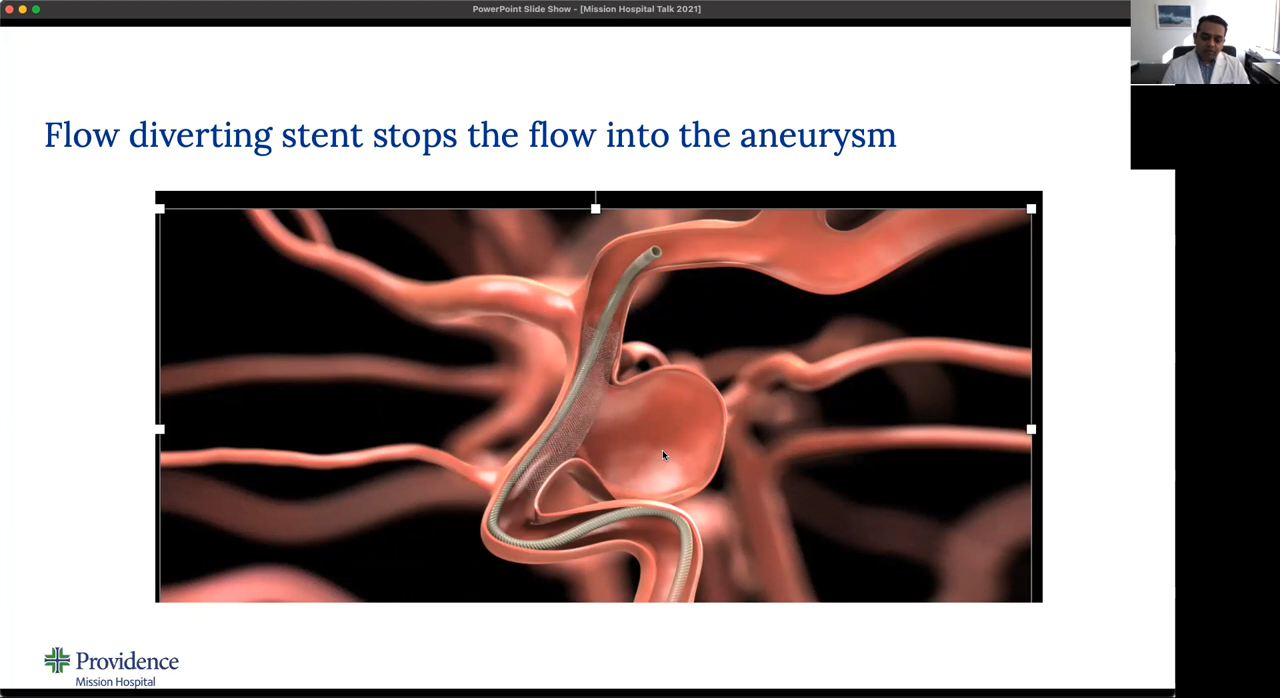 PowerPoint Slide Show - [Mission Hospital Talk 2021]
Flow diverting stent stops the flow into the aneurysm
Providence
Mission Hospital